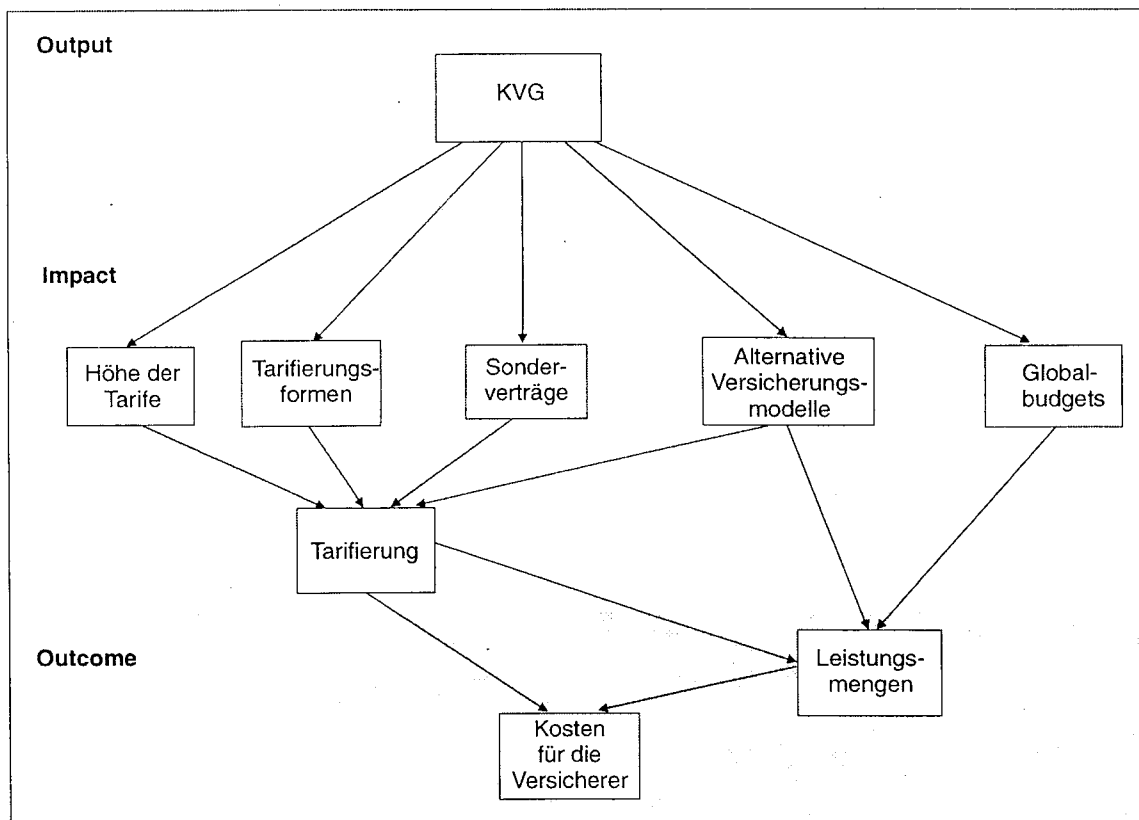 Output
KVG
Impact
Höhe der
Tarife
Tarifierungs-
formen
Sonder-
verträge
Alternative
Versicherungs-
modelle
Global-
budgets
Tarifierung
Outcome
Leistungs-
mengen
Kosten
für die
Versicherer